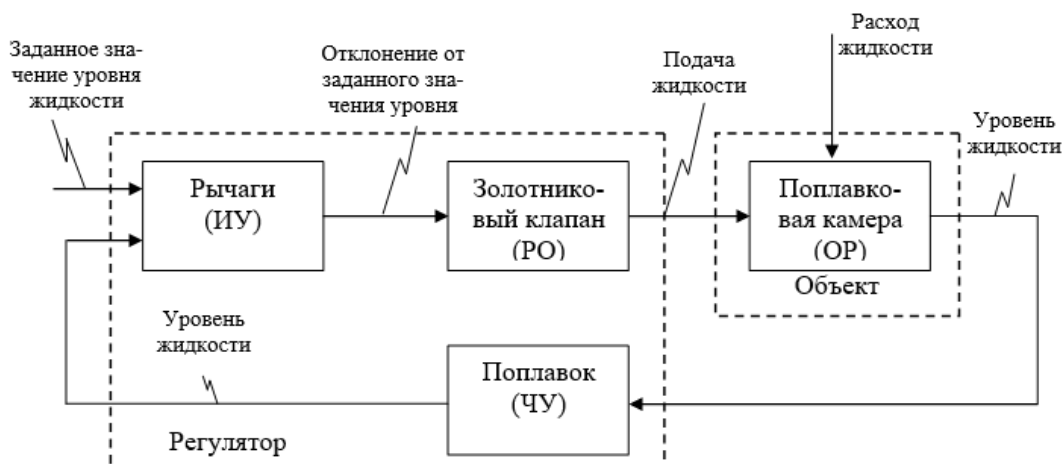 Заданное зна-
чение уровня
жидкости
Отклонение от
заданного зна-
чения уровня
Подача
жидкости
Расход
жидкости
Уровень
жидкости
Рычаги
(ИУ)
Золотнико-
вый клапан
(РО)
Поплавко-
вая камера
(ОР)
Объект
Уровень
жидкости
Поплавок
(ЧУ)
Регулятор